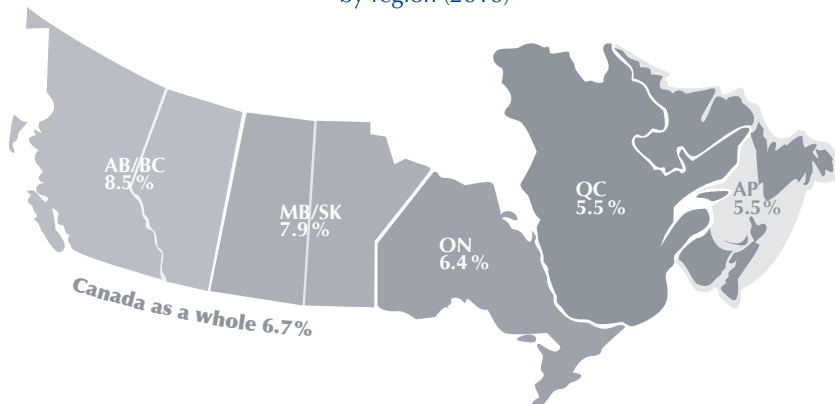 by region (2016)
AB/BC
8.5%
MB/SK
7.9%
ON
6.4%
QC
5.5%
AP
5.5%
Canada as a whole 6.7%